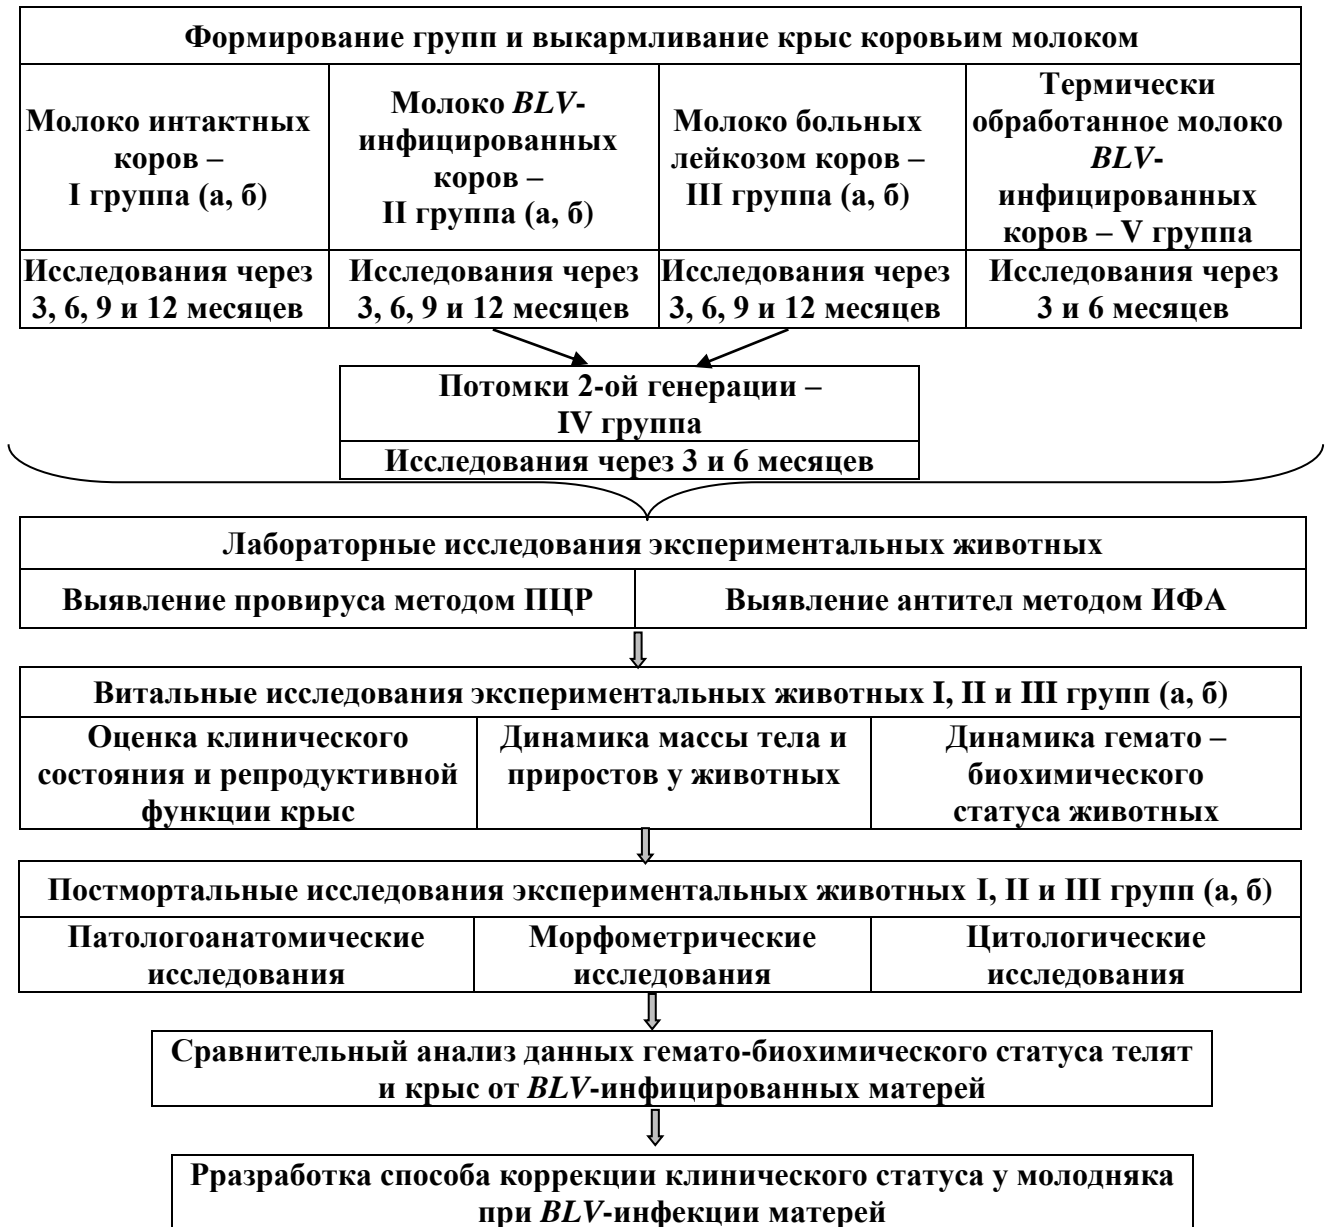 Формирование групп и выкармливание крыс коровьим молоком
Молоко интактных
коров –
I группа (а, б)
Молоко BLV-
инфицированных
коров –
II группа (а, б)
Молоко больных
лейкозом коров –
III группа (а, б)
Термически
обработанное молоко
BLV-
инфицированных
коров – V группа
Исследования через
3, 6, 9 и 12 месяцев
Исследования через
3, 6, 9 и 12 месяцев
Исследования через
3, 6, 9 и 12 месяцев
Исследования через
3 и 6 месяцев
Потомки 2-ой генерации –
IV группа
Исследования через 3 и 6 месяцев
Лабораторные исследования экспериментальных животных
Выявление провируса методом ПЦР
Выявление антител методом ИФА
Витальные исследования экспериментальных животных I, II и III групп (а, б)
Оценка клинического
состояния и репродуктивной
функции крыс
Динамика массы тела и
приростов у животных
Динамика гемато –
биохимического
статуса животных
Постмортальные исследования экспериментальных животных I, II и III групп (а, б)
Патологоанатомические
исследования
Морфометрические
исследования
Цитологические
исследования
Сравнительный анализ данных гемато-биохимического статуса телят
и крыс от BLV-инфицированных матерей
Рразработка способа коррекции клинического статуса у молодняка
при BLV-инфекции матерей